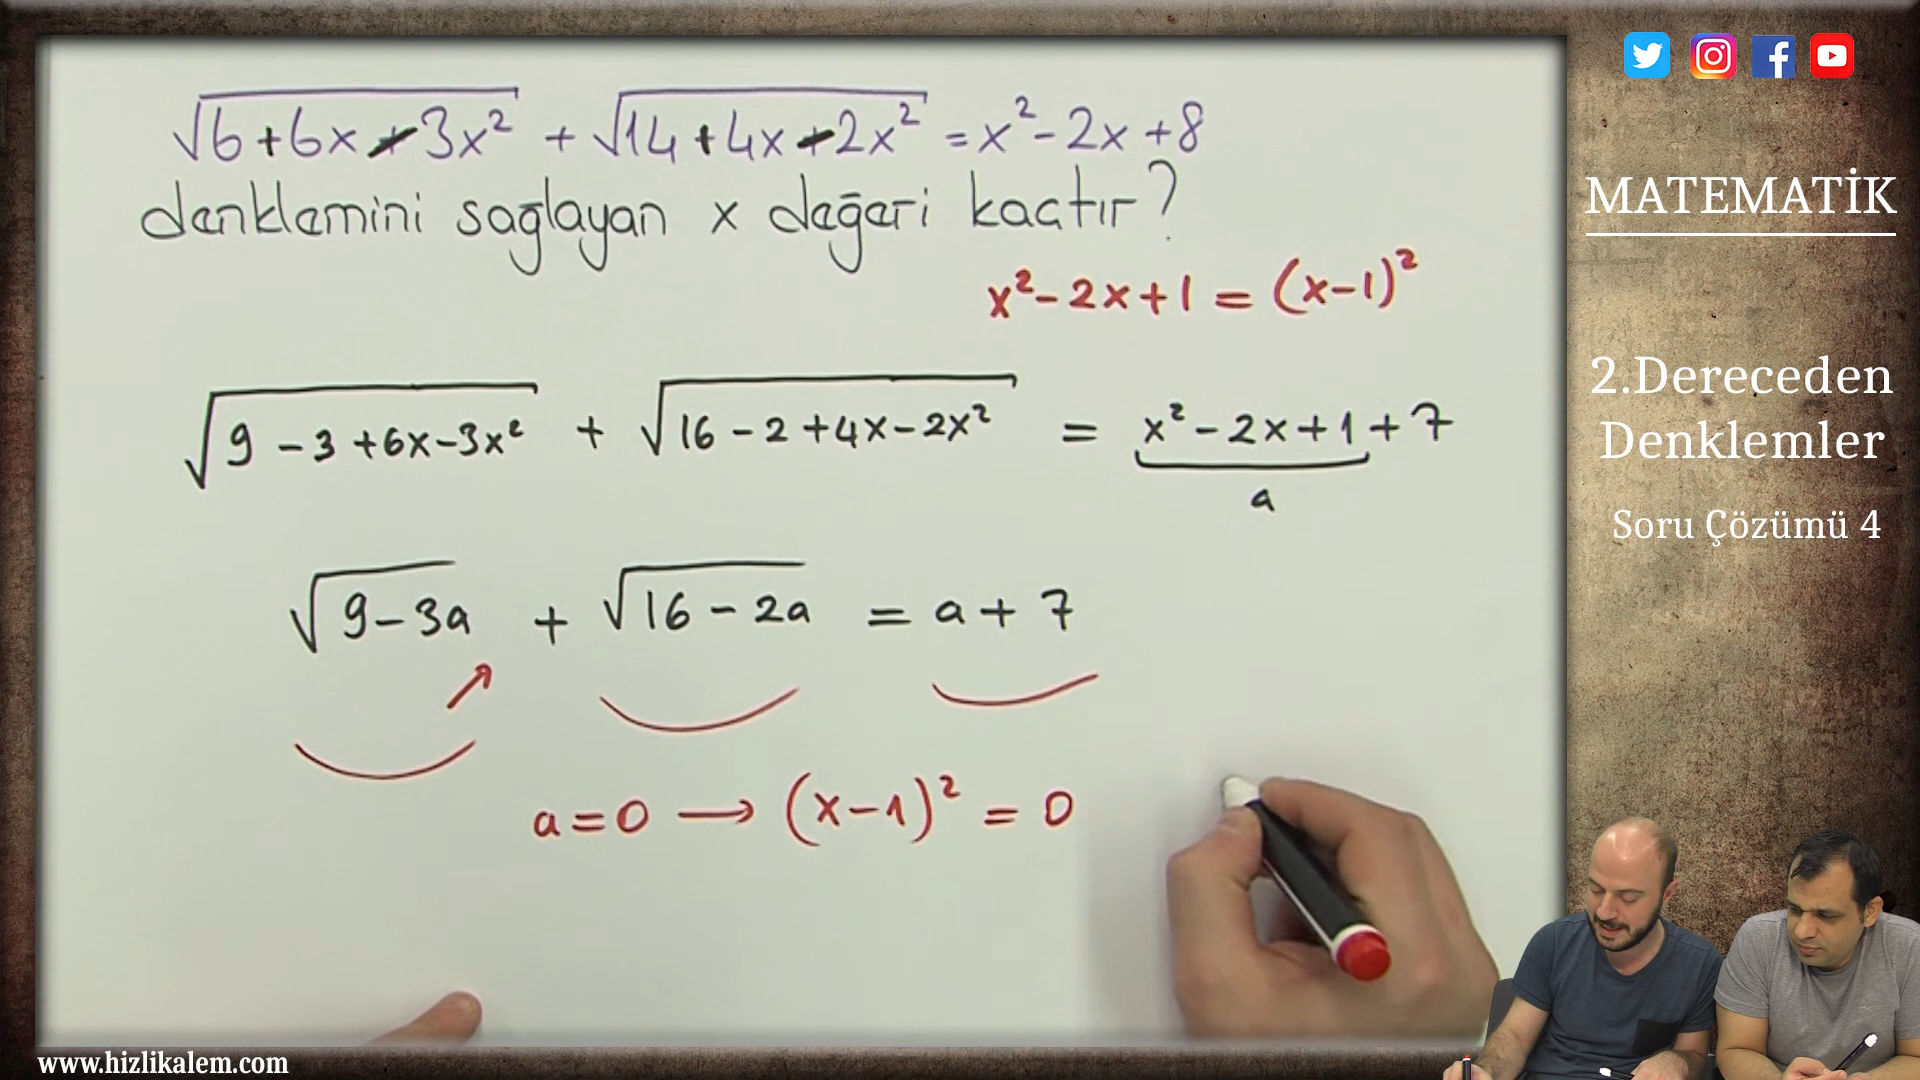 √6+6x-3x² + √14+4x-2x² = x²-2x+8
denklemini sağlayan x değeri kaçtır?
x²-2x+1 = (x-1)²
√9-3+6x-3x² + √16-2+4x-2x² = x²-2x+1+7
a
√9-3a + √16-2a = a+7
a=0 → (x-1)² = 0
MATEMATİK
2.Dereceden
Denklemler
Soru Çözümü 4
www.hizlikalem.com